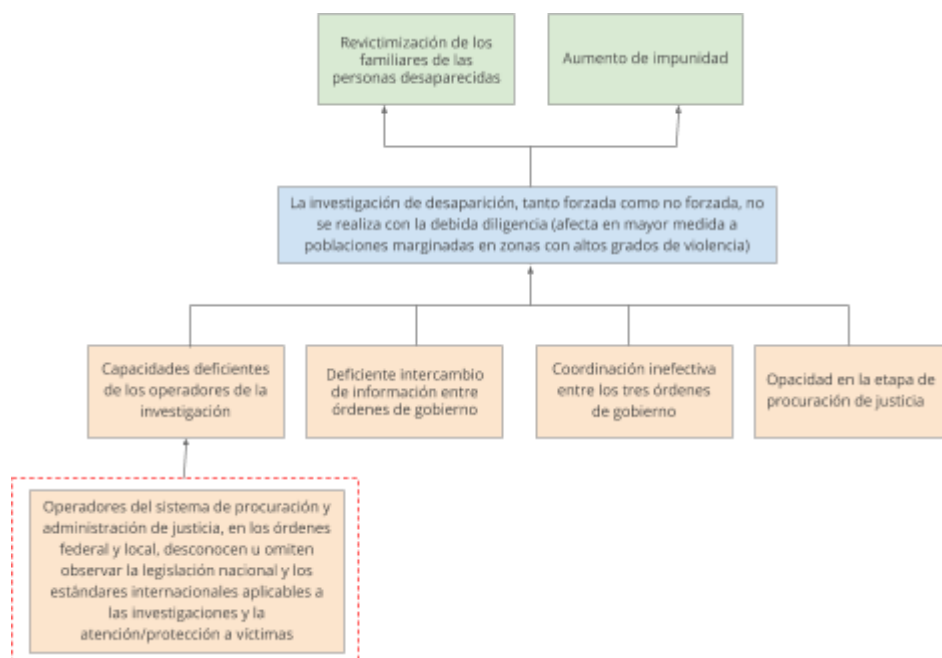 Revictimización de los
familiares de las
personas desaparecidas
Aumento de impunidad
La investigación de desaparición, tanto forzada como no forzada, no
se realiza con la debida diligencia (afecta en mayor medida a
poblaciones marginadas en zonas con altos grados de violencia)
Capacidades deficientes
de los operadores de la
investigación
Deficiente intercambio
de información entre
órdenes de gobierno
Coordinación inefectiva
entre los tres órdenes
de gobierno
Opacidad en la etapa de
procuración de justicia
Operadores del sistema de procuración y
administración de justicia, en los órdenes
federal y local, desconocen u omiten
observar la legislación nacional y los
estándares internacionales aplicables a
las investigaciones y la
atención/protección a víctimas